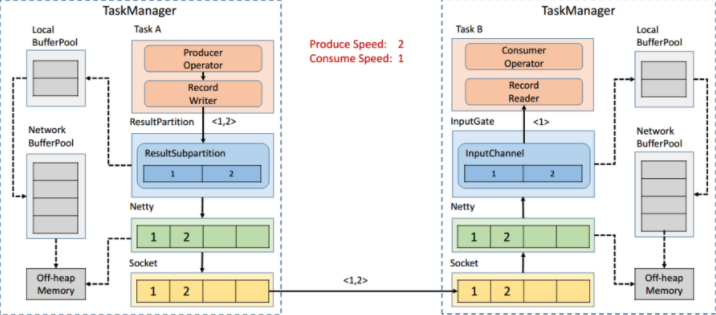 TaskManager
Local
BufferPool
Task A
Producer
Operator
Record
Writer
ResultPartition
<1,2>
Network
BufferPool
ResultSubpartition
1 2
Netty
1 2
Off-heap
Memory
Socket
1 2
Produce Speed: 2
Consume Speed: 1
<1,2>
TaskManager
Task B
Local
BufferPool
Consumer
Operator
Record
Reader
InputGate
<1>
Network
BufferPool
InputChannel
1 2
Netty
1 2
Socket
1 2
Off-heap
Memory